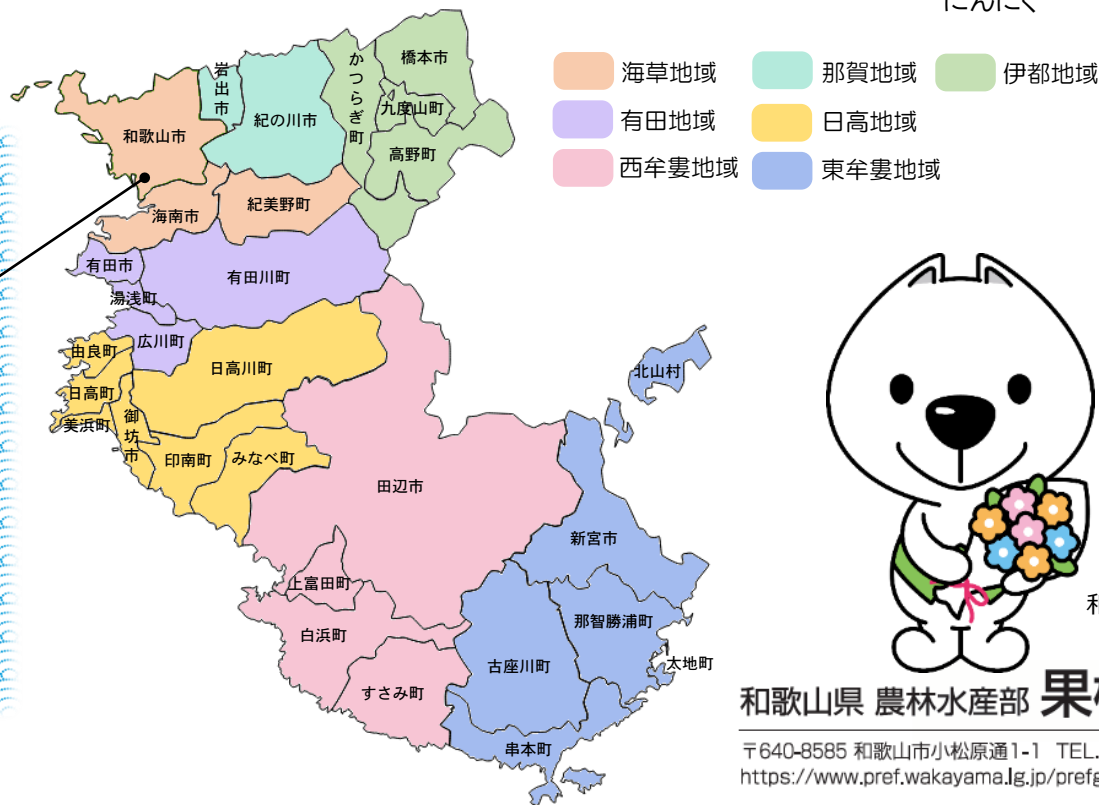 にんにく
海草地域
那賀地域
伊都地域
有田地域
日高地域
西牟婁地域
東牟婁地域
橋本市
かつらぎ町
岩出市
紀の川市
九度山町
和歌山市
高野町
海南市
紀美野町
有田市
有田川町
湯浅町
広川町
由良町
日高川町
北山村
日高町
美浜町
御坊市
印南町
みなべ町
田辺市
新宮市
上富田町
那智勝浦町
白浜町
古座川町
太地町
すさみ町
串本町
和歌山県 農林水産部 果
〒640-8585 和歌山市小松原通1-1 TEL.
https://www.pref.wakayama.lg.jp/prefg